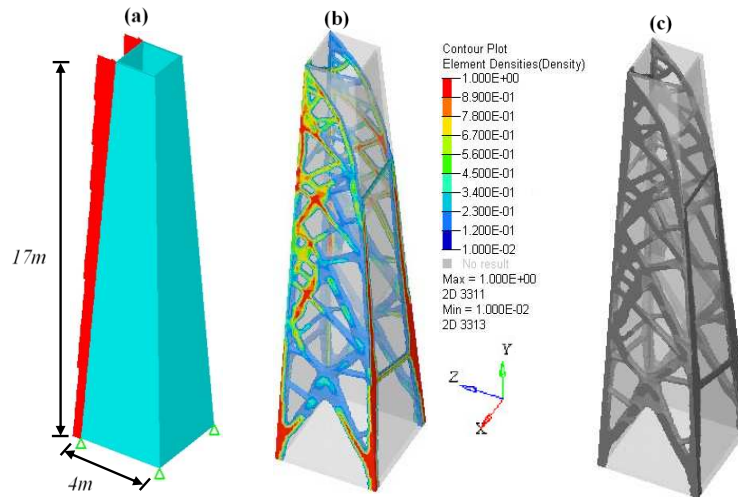 (a)
(b)
(c)
17m
4m
Contour Plot
Element Densities(Density)
1.000E+00
8.900E-01
7.800E-01
6.700E-01
5.600E-01
4.500E-01
3.400E-01
2.300E-01
1.200E-01
1.000E-02
No result
Max = 1.000E+00
2D 3311
Min = 1.000E-02
2D 3313
Y
Z
X